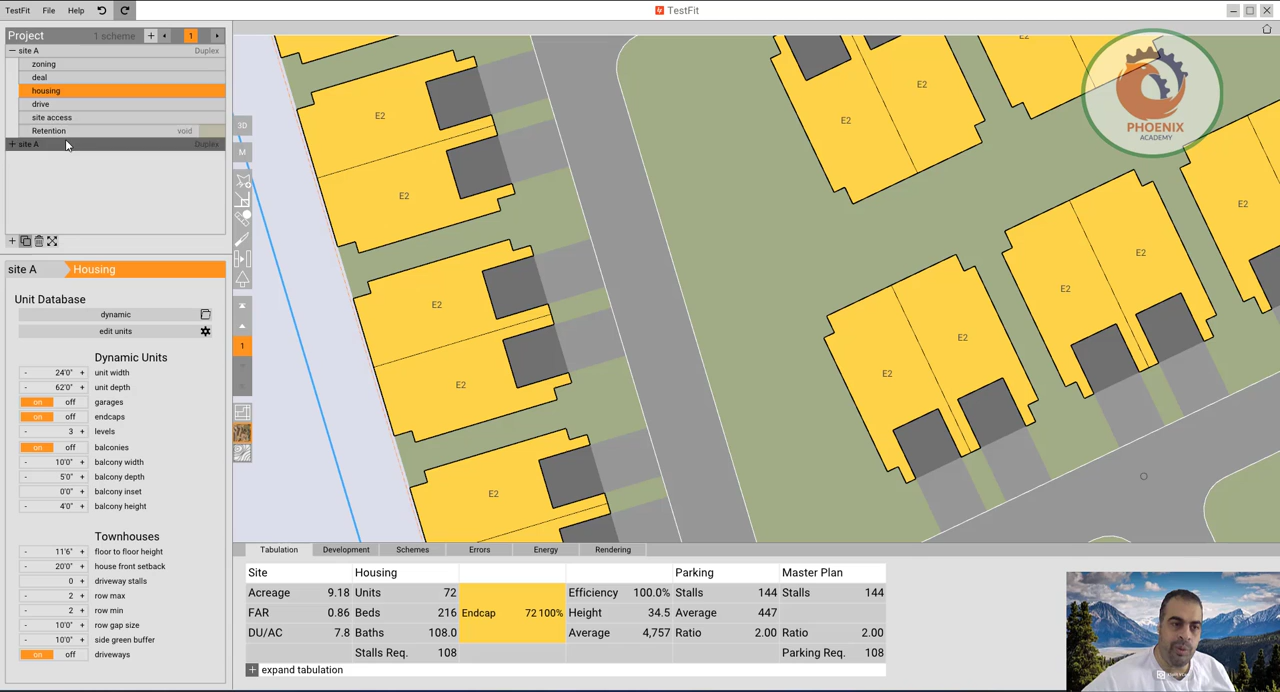 TestFit File Help
TestFit
Project 1 scheme + 1
site A Duplex
zoning
deal
housing
drive
site access
Retention void
+ site A Duplex
site A Housing
Unit Database
dynamic
edit units
Dynamic Units
- 24'0" + unit width
- 62'0" + unit depth
on off garages
on off endcaps
- 3 + levels
on off balconies
- 10'0" + balcony width
- 5'0" + balcony depth
0'0" + balcony inset
- 4'0" + balcony height
Townhouses
- 11'6" + floor to floor height
- 20'0" + house front setback
0 + driveway stalls
- 2 + row max
- 2 + row min
- 10'0" + row gap size
- 10'0" + side green buffer
on off driveways
3D
M
1
E2
E2
E2
E2
E2
E2
E2
E2
E2
E2
E2
E2
E2
E2
PHOENIX
ACADEMY
Tabulation Development Schemes Errors Energy Rendering
Site Housing Parking Master Plan
Acreage 9.18 Units 72 Efficiency 100.0% Stalls 144 Stalls 144
FAR 0.86 Beds 216 Endcap 72 100% Height 34.5 Average 447
DU/AC 7.8 Baths 108.0 Average 4,757 Ratio 2.00 Ratio 2.00
Stalls Req. 108 Parking Req. 108
+ expand tabulation